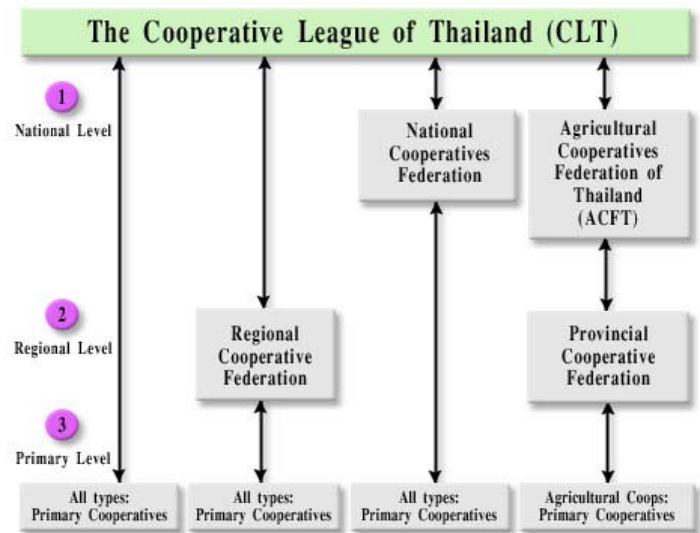 The Cooperative League of Thailand (CLT)
1
National Level
National
Cooperatives
Federation
Agricultural
Cooperatives
Federation of
Thailand
(ACFT)
2
Regional Level
Regional
Cooperative
Federation
Provincial
Cooperative
Federation
3
Primary Level
All types:
Primary Cooperatives
All types:
Primary Cooperatives
All types:
Primary Cooperatives
Agricultural Coops:
Primary Cooperatives